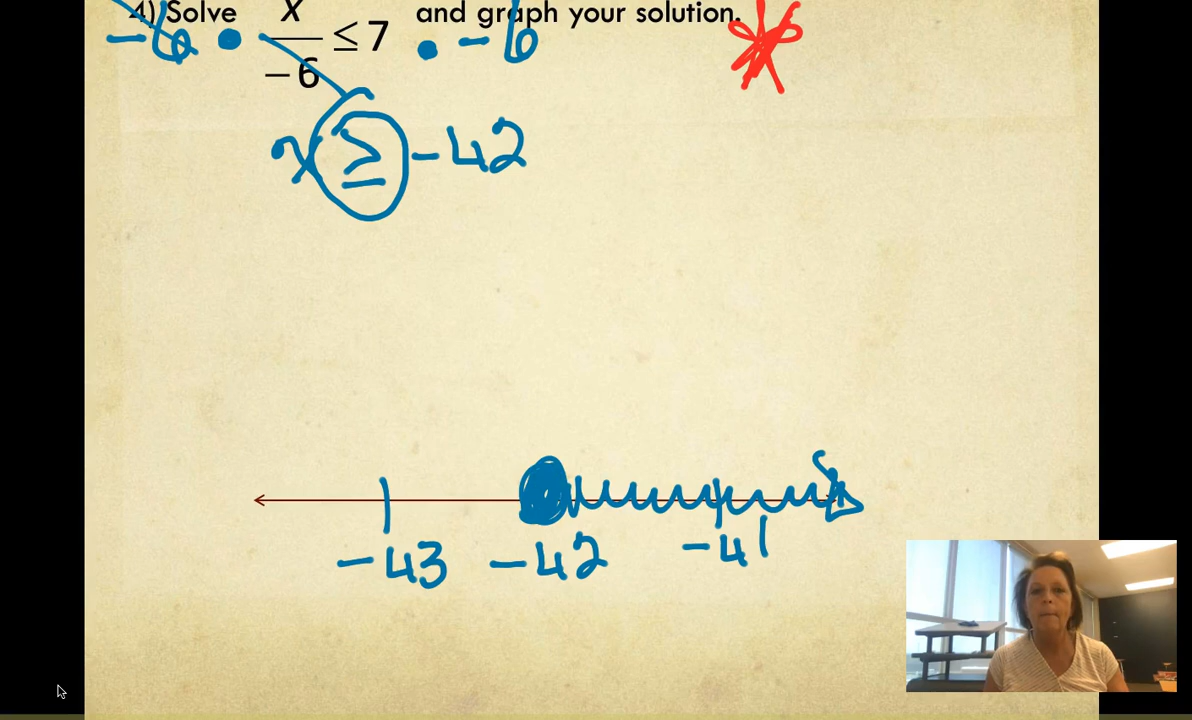 4) Solve x/−6 ≤ 7 and graph your solution.
−6 • • −6
x ≥ −42
−43 −42 −41